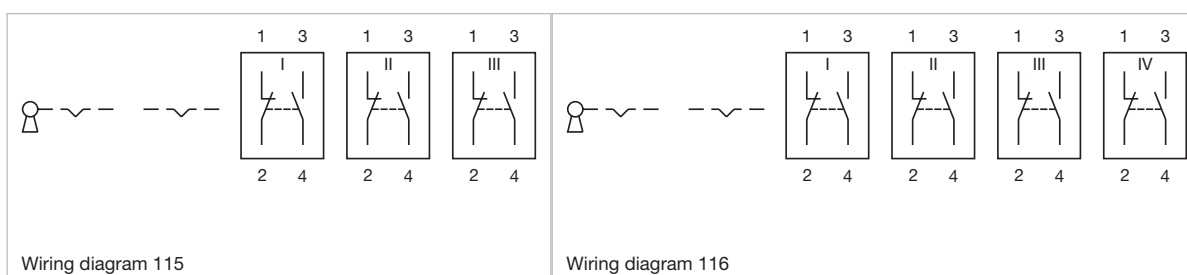 1 3 1 3 1 3
I II III
2 4 2 4 2 4
Wiring diagram 115
1 3 1 3 1 3 1 3
I II III IV
2 4 2 4 2 4 2 4
Wiring diagram 116